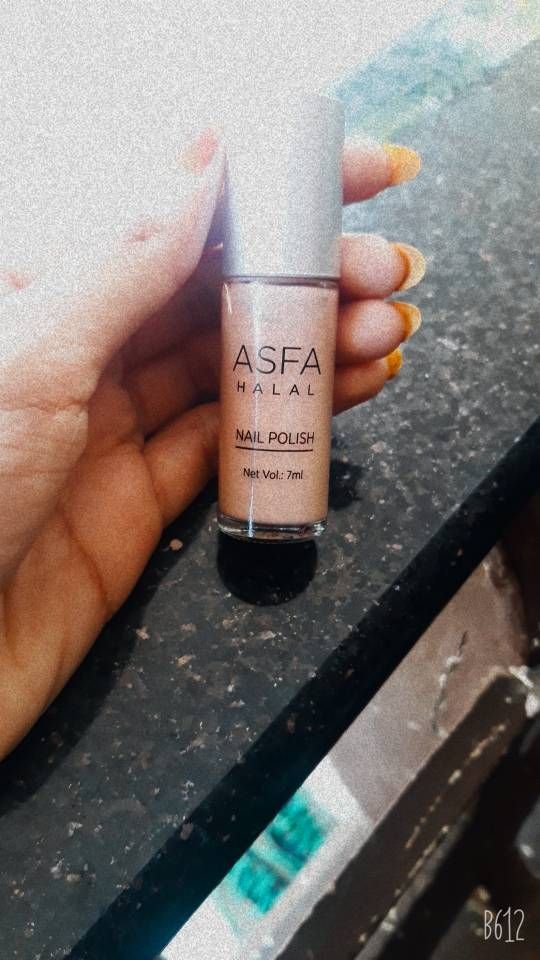 ASFA
HALAL
NAIL POLISH
Net Vol.: 7ml
B612